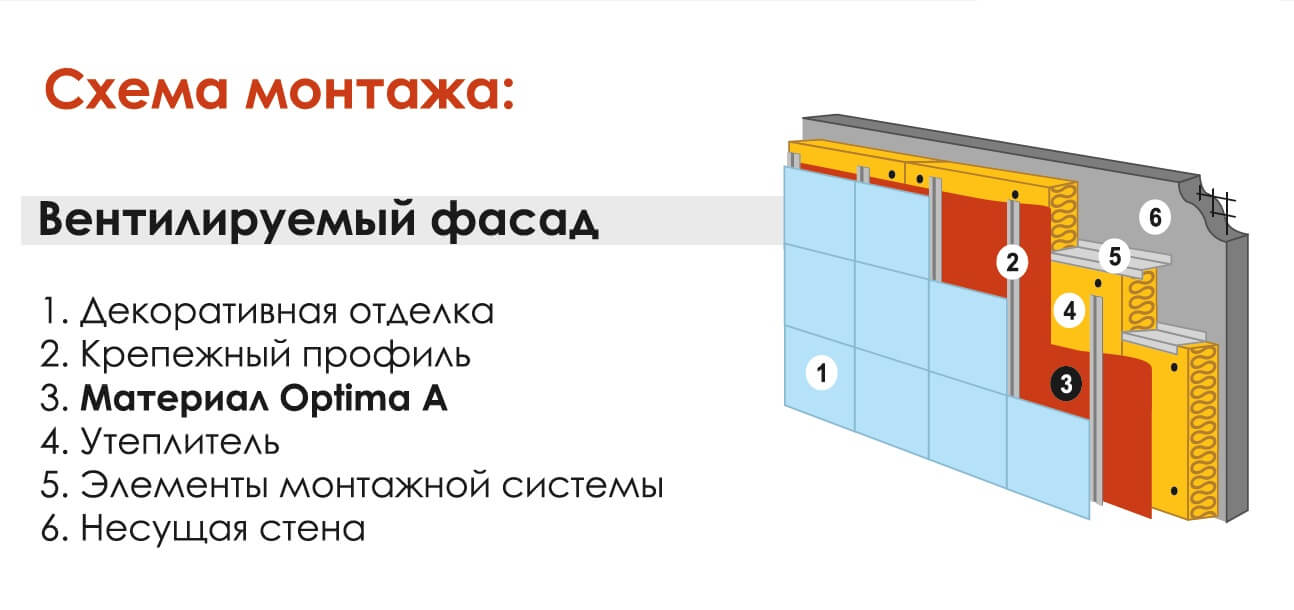 Схема монтажа:
Вентилируемый фасад
1. Декоративная отделка
2. Крепежный профиль
3. Материал Optima A
4. Утеплитель
5. Элементы монтажной системы
6. Несущая стена
1
2
3
4
5
6